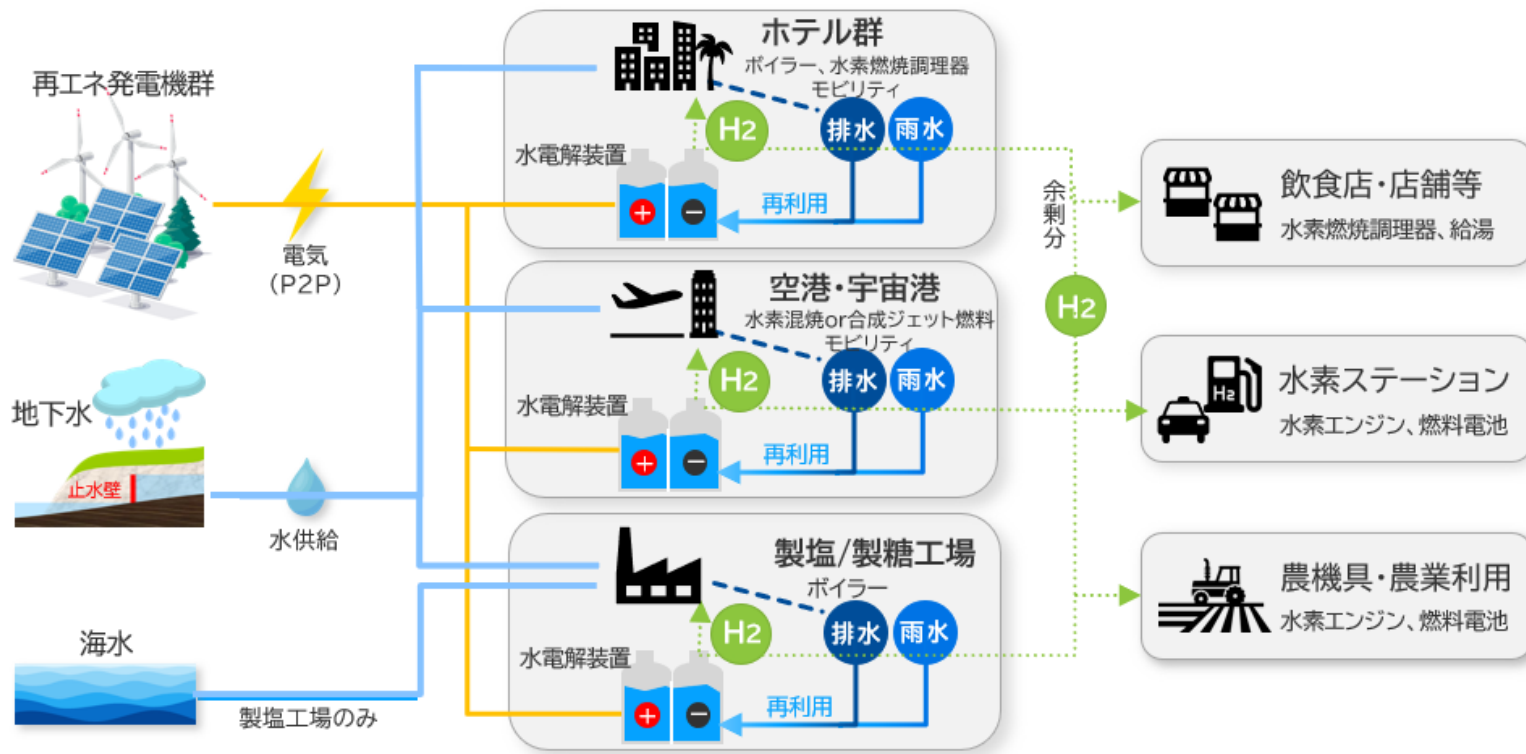 再エネ発電機群
電気
(P2P)
地下水
止水壁
水供給
海水
製塩工場のみ
ホテル群
ボイラー、水素燃焼調理器
モビリティ
H2
排水
雨水
水電解装置
+
−
再利用
空港・宇宙港
水素混焼or合成ジェット燃料
モビリティ
H2
排水
雨水
水電解装置
+
−
再利用
製塩/製糖工場
ボイラー
H2
排水
雨水
水電解装置
+
−
再利用
余剰分
H2
飲食店・店舗等
水素燃焼調理器、給湯
H2
水素ステーション
水素エンジン、燃料電池
農機具・農業利用
水素エンジン、燃料電池